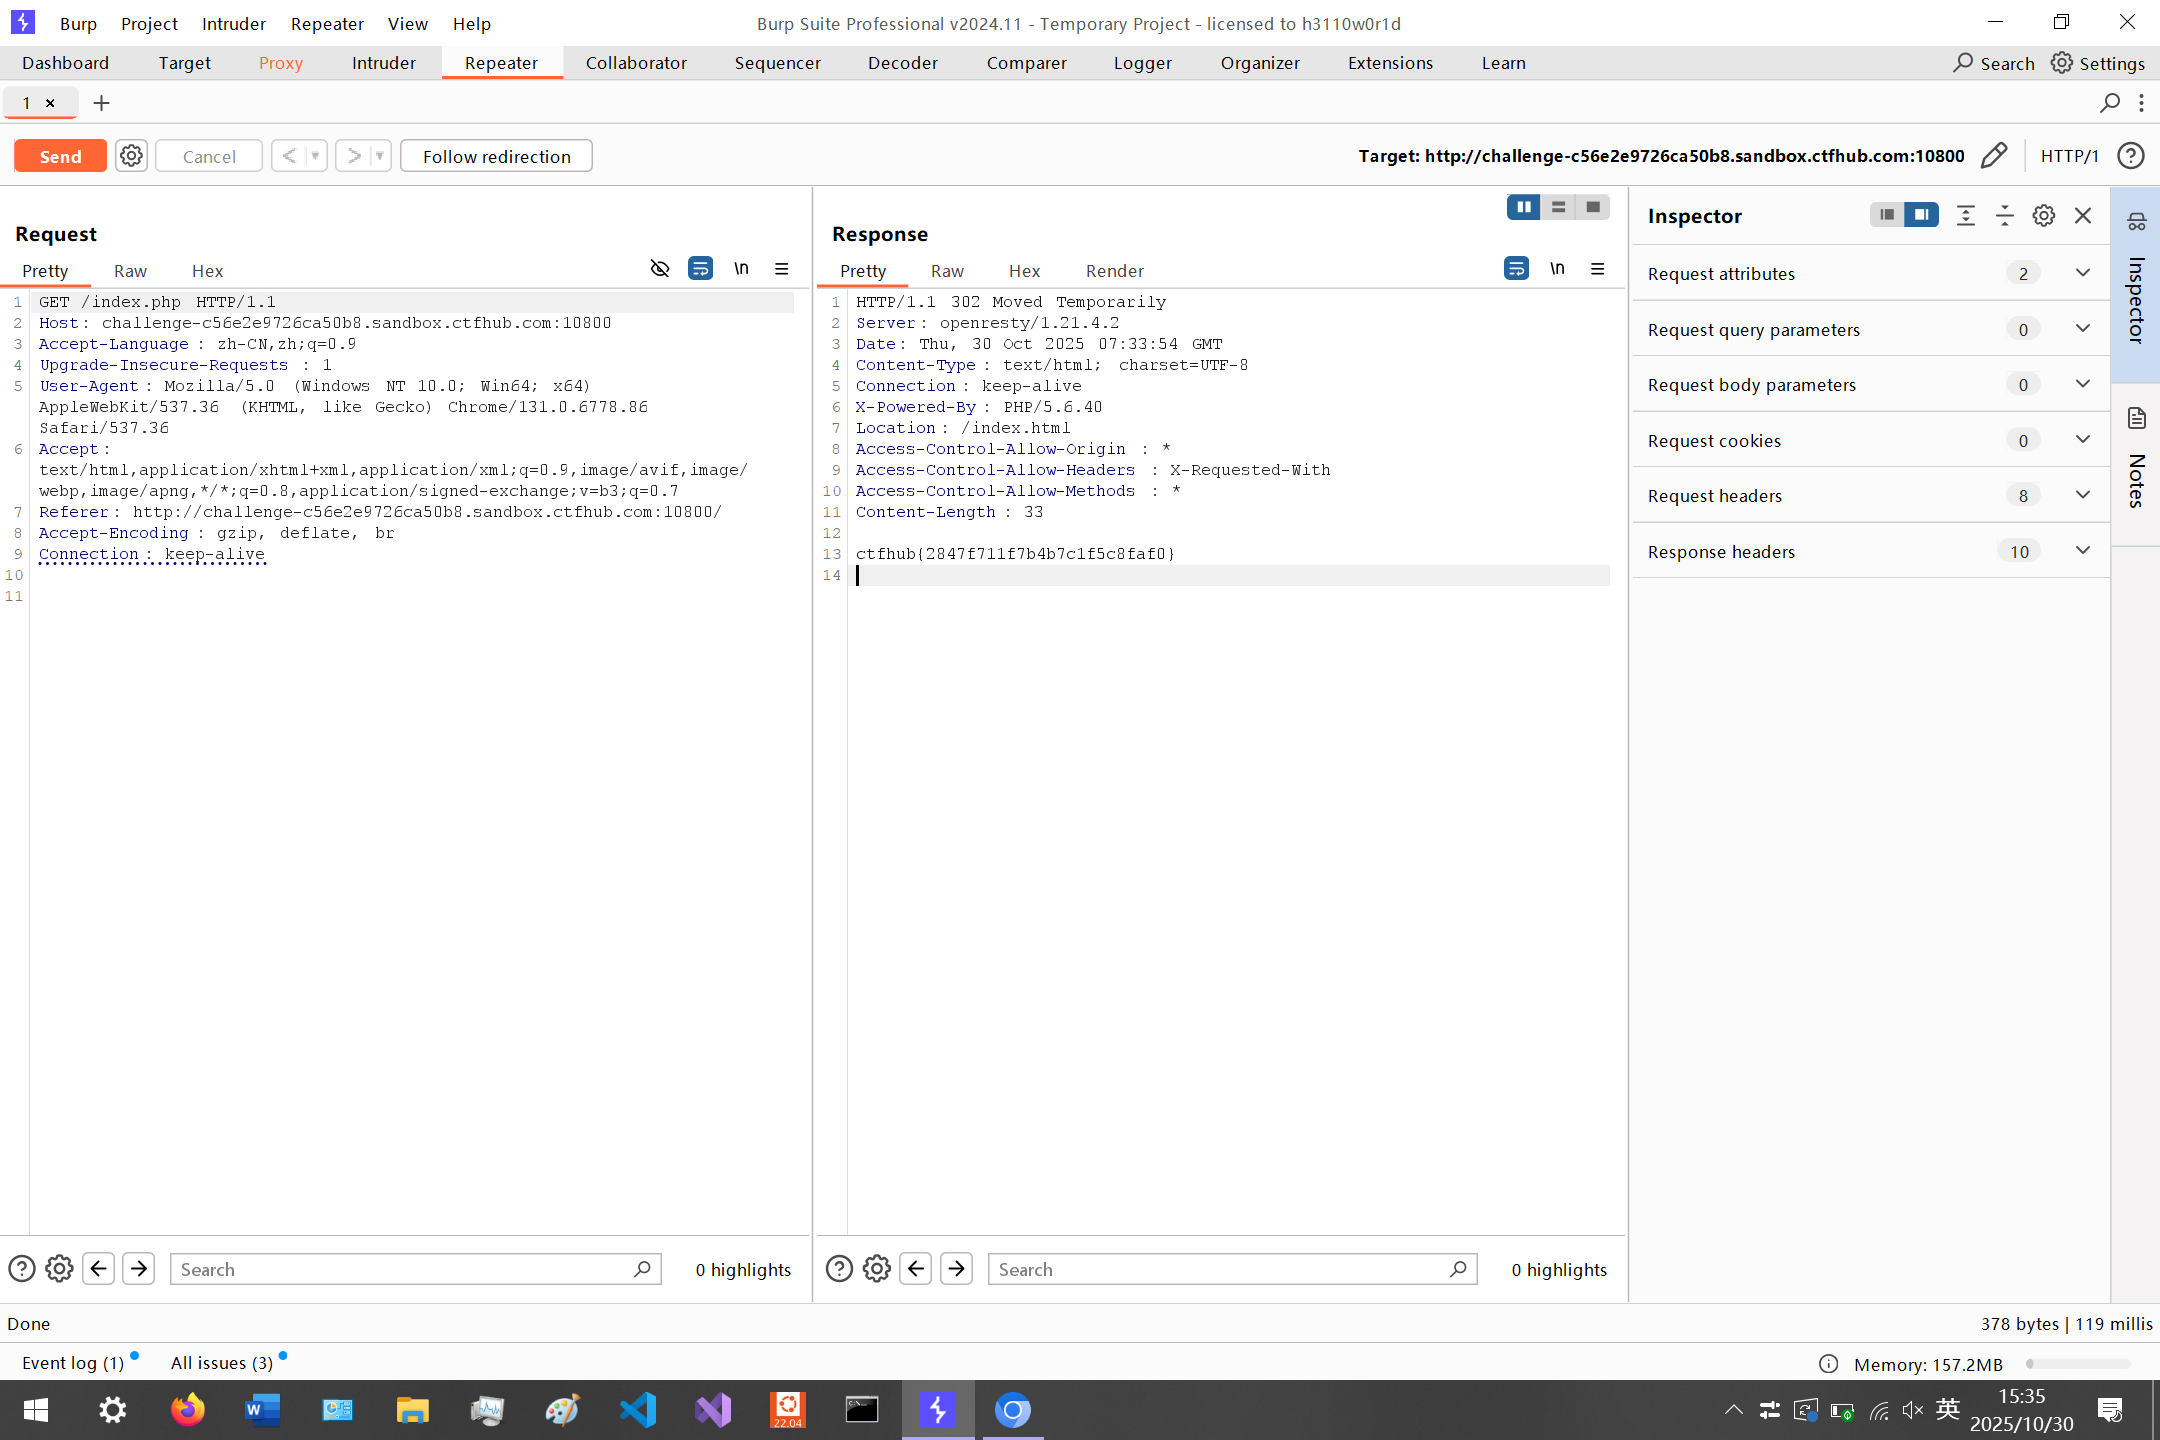 Burp Project Intruder Repeater View Help
Burp Suite Professional v2024.11 - Temporary Project - licensed to h3110w0r1d
Dashboard Target Proxy Intruder Repeater Collaborator Sequencer Decoder Comparer Logger Organizer Extensions Learn
Search Settings
1 × +
Send Cancel < > Follow redirection
Target: http://challenge-c56e2e9726ca50b8.sandbox.ctfhub.com:10800 HTTP/1
Request
Pretty Raw Hex \n
1 GET /index.php HTTP/1.1
2 Host: challenge-c56e2e9726ca50b8.sandbox.ctfhub.com:10800
3 Accept-Language: zh-CN,zh;q=0.9
4 Upgrade-Insecure-Requests: 1
5 User-Agent: Mozilla/5.0 (Windows NT 10.0; Win64; x64)
AppleWebKit/537.36 (KHTML, like Gecko) Chrome/131.0.6778.86
Safari/537.36
6 Accept:
text/html,application/xhtml+xml,application/xml;q=0.9,image/avif,image/
webp,image/apng,*/*;q=0.8,application/signed-exchange;v=b3;q=0.7
7 Referer: http://challenge-c56e2e9726ca50b8.sandbox.ctfhub.com:10800/
8 Accept-Encoding: gzip, deflate, br
9 Connection: keep-alive
10
11
Search
0 highlights
Response
Pretty Raw Hex Render \n
1 HTTP/1.1 302 Moved Temporarily
2 Server: openresty/1.21.4.2
3 Date: Thu, 30 Oct 2025 07:33:54 GMT
4 Content-Type: text/html; charset=UTF-8
5 Connection: keep-alive
6 X-Powered-By: PHP/5.6.40
7 Location: /index.html
8 Access-Control-Allow-Origin: *
9 Access-Control-Allow-Headers: X-Requested-With
10 Access-Control-Allow-Methods: *
11 Content-Length: 33
12
13 ctfhub{2847f711f7b4b7c1f5c8faf0}
14
Search
0 highlights
Inspector
Request attributes 2
Request query parameters 0
Request body parameters 0
Request cookies 0
Request headers 8
Response headers 10
Inspector
Notes
Done
378 bytes | 119 millis
Event log (1) All issues (3)
Memory: 157.2MB
22.04
英
15:35
2025/10/30